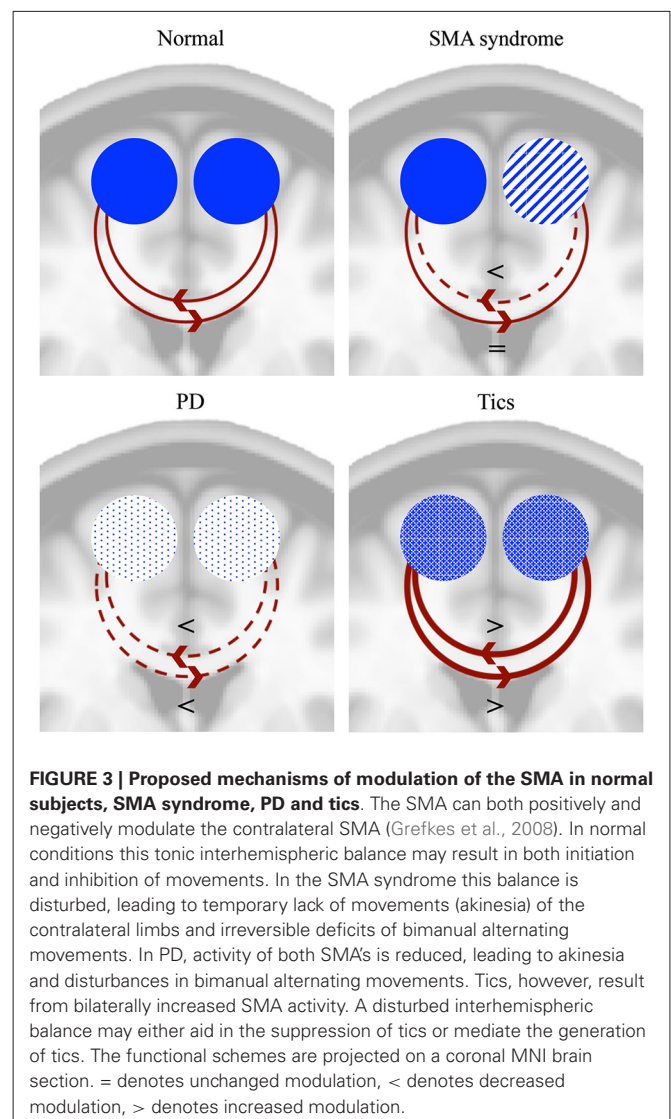 Normal
SMA syndrome
<
=
PD
Tics
<
<
>
>
FIGURE 3 | Proposed mechanisms of modulation of the SMA in normal
subjects, SMA syndrome, PD and tics. The SMA can both positively and
negatively modulate the contralateral SMA (Grefkes et al., 2008). In normal
conditions this tonic interhemispheric balance may result in both initiation
and inhibition of movements. In the SMA syndrome this balance is
disturbed, leading to temporary lack of movements (akinesia) of the
contralateral limbs and irreversible deficits of bimanual alternating
movements. In PD, activity of both SMA's is reduced, leading to akinesia
and disturbances in bimanual alternating movements. Tics, however, result
from bilaterally increased SMA activity. A disturbed interhemispheric
balance may either aid in the suppression of tics or mediate the generation
of tics. The functional schemes are projected on a coronal MNI brain
section. = denotes unchanged modulation, < denotes decreased
modulation, > denotes increased modulation.